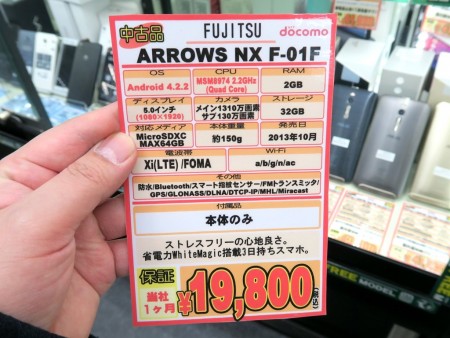 中古品
FUJITSU
döcomo
ARROWS NX F-01F
OS
CPU
RAM
Android 4.2.2
MSM8974 2.2GHz
(Quad Core)
2GB
ディスプレイ
カメラ
ストレージ
5.0インチ
(1080×1920)
メイン1310万画素
サブ130万画素
32GB
対応メディア
本体重量
発売日
MicroSDXC
MAX64GB
約150g
2013年10月
電波帯
Wi-Fi
Xi(LTE) /FOMA
a/b/g/n/ac
その他
防水/Bluetooth/スマート指紋センサー/FMトランスミッタ/
GPS/GLONASS/DLNA/DTCP-IP/MHL/Miracast
付属品
本体のみ
ストレスフリーの心地良さ。
省電力WhiteMagic搭載3日持ちスマホ。
保証
当社
1ヶ月
¥19,800(税込)
FREE MOBILE